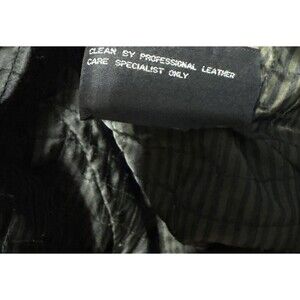 CLEAN BY PROFESSIONAL LEATHER
CARE SPECIALIST ONLY